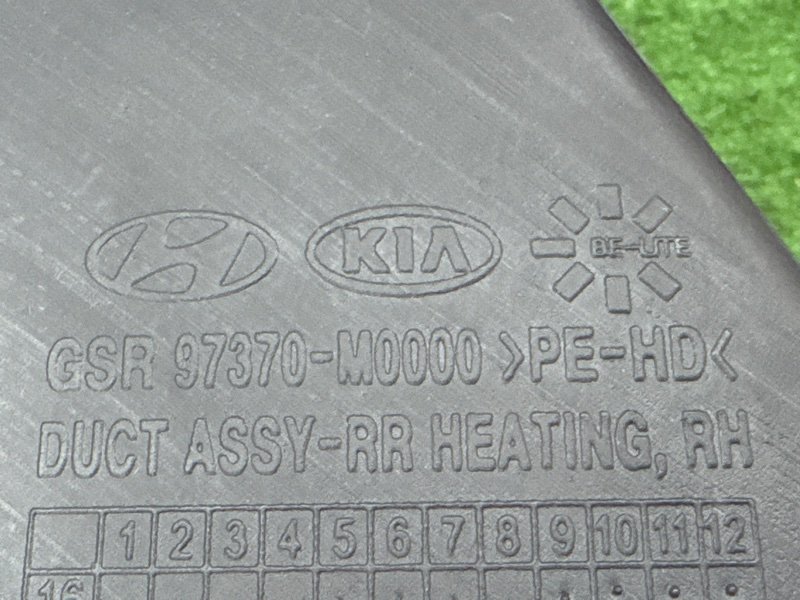 KIA BE-LITE
GSR 97370-M0000 >PE-HD<
DUCT ASSY-RR HEATING, RH
1 2 3 4 5 6 7 8 9 10 11 12
16